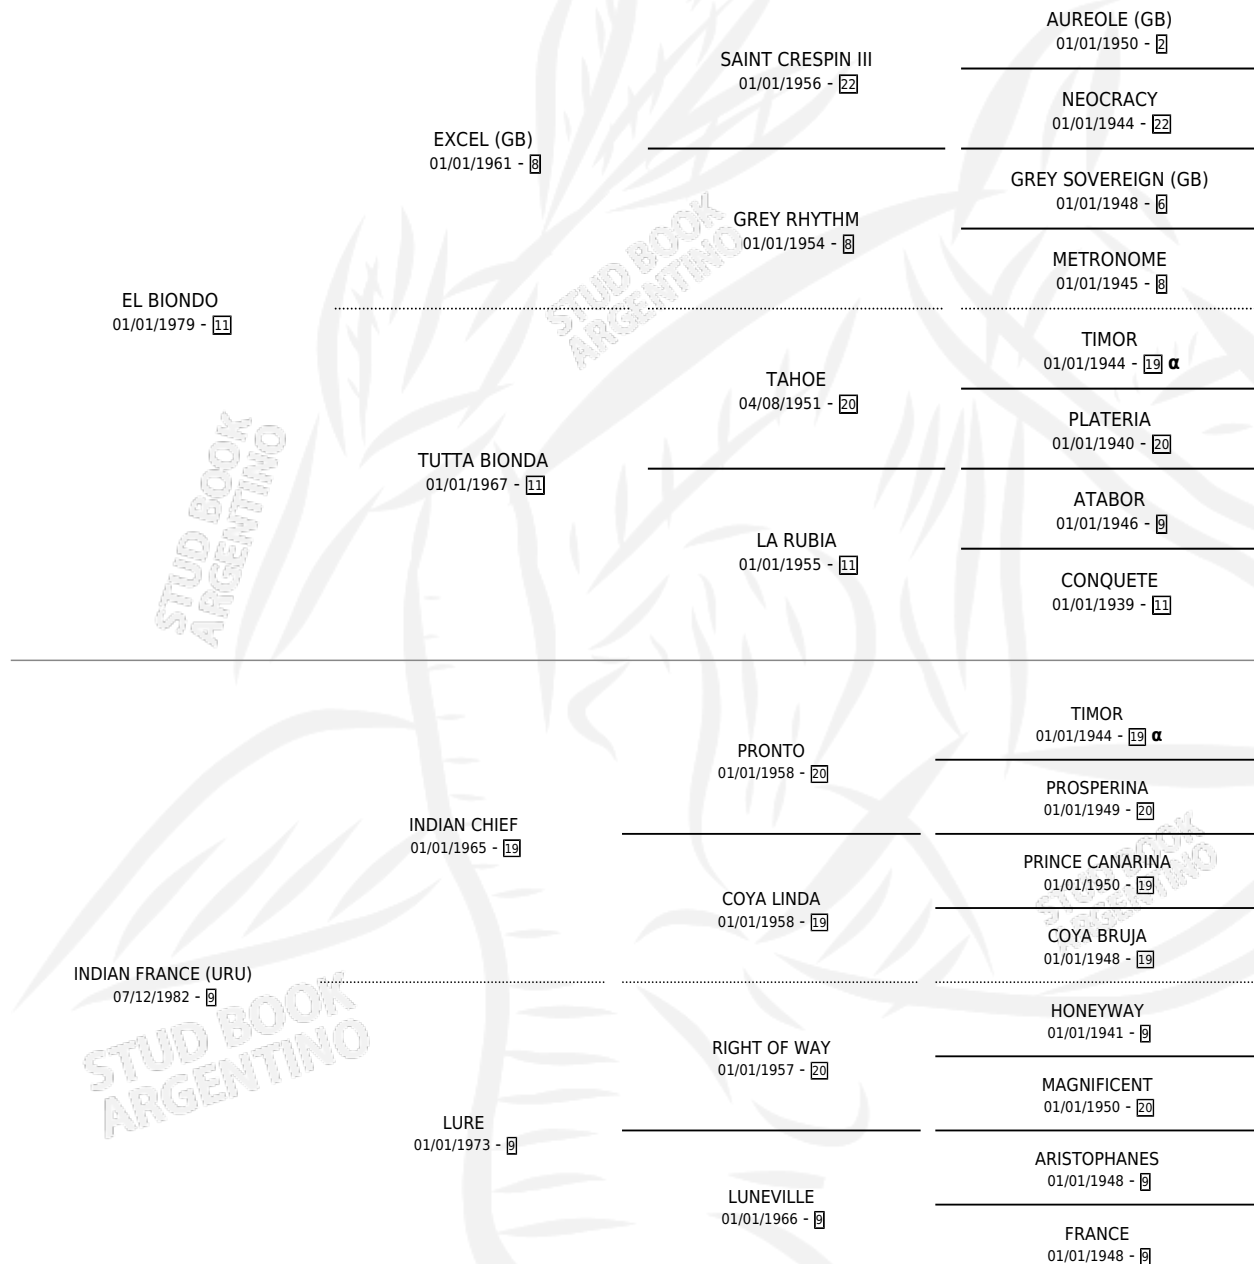 AUREOLE (GB)
01/01/1950 - 2
SAINT CRESPIN III
01/01/1956 - 22
NEOCRACY
01/01/1944 - 22
EXCEL (GB)
01/01/1961 - 8
GREY SOVEREIGN (GB)
01/01/1948 - 6
GREY RHYTHM
01/01/1954 - 8
METRONOME
01/01/1945 - 8
EL BIONDO
01/01/1979 - 11
TIMOR
01/01/1944 - 19 α
TAHOE
04/08/1951 - 20
PLATERIA
01/01/1940 - 20
TUTTA BIONDA
01/01/1967 - 11
ATABOR
01/01/1946 - 9
LA RUBIA
01/01/1955 - 11
CONQUETE
01/01/1939 - 11
STUD BOOK
ARGENTINO
STUD BOOK
ARGENTINO
TIMOR
01/01/1944 - 19 α
PRONTO
01/01/1958 - 20
PROSPERINA
01/01/1949 - 20
INDIAN CHIEF
01/01/1965 - 19
PRINCE CANARINA
01/01/1950 - 19
COYA LINDA
01/01/1958 - 19
COYA BRUJA
01/01/1948 - 19
INDIAN FRANCE (URU)
07/12/1982 - 9
HONEYWAY
01/01/1941 - 9
RIGHT OF WAY
01/01/1957 - 20
MAGNIFICENT
01/01/1950 - 20
LURE
01/01/1973 - 9
ARISTOPHANES
01/01/1948 - 9
LUNEVILLE
01/01/1966 - 9
FRANCE
01/01/1948 - 9
STUD BOOK
ARGENTINO
STUD BOOK
ARGENTINO